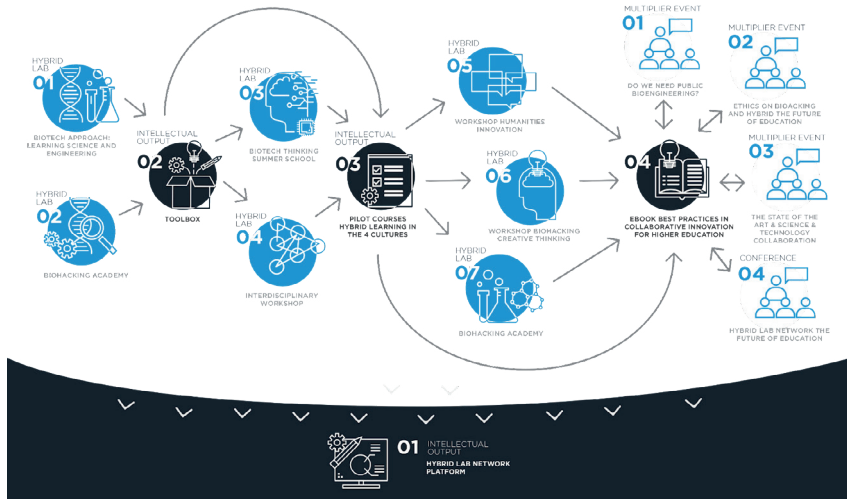 HYBRID
LAB
01
BIOTECH APPROACH:
LEARNING SCIENCE AND
ENGINEERING
HYBRID
LAB
02
BIOHACKING ACADEMY
INTELLECTUAL
OUTPUT
02
TOOLBOX
HYBRID
LAB
03
BIOTECH THINKING
SUMMER SCHOOL
HYBRID
LAB
04
INTERDISCIPLINARY
WORKSHOP
INTELLECTUAL
OUTPUT
03
PILOT COURSES
HYBRID LEARNING IN
THE 4 CULTURES
HYBRID
LAB
05
WORKSHOP HUMANITIES
INNOVATION
HYBRID
LAB
06
WORKSHOP BIOHACKING
CREATIVE THINKING
HYBRID
LAB
07
BIOHACKING ACADEMY
04
EBOOK BEST PRACTICES IN
COLLABORATIVE INNOVATION
FOR HIGHER EDUCATION
MULTIPLIER EVENT
01
DO WE NEED PUBLIC
BIOENGINEERING?
MULTIPLIER EVENT
02
ETHICS ON BIOACKING
AND HYBRID THE FUTURE
OF EDUCATION
MULTIPLIER EVENT
03
THE STATE OF THE
ART & SCIENCE &
TECHNOLOGY
COLLABORATION
CONFERENCE
04
HYBRID LAB NETWORK THE
FUTURE OF EDUCATION
01 INTELLECTUAL
OUTPUT
HYBRID LAB NETWORK
PLATFORM